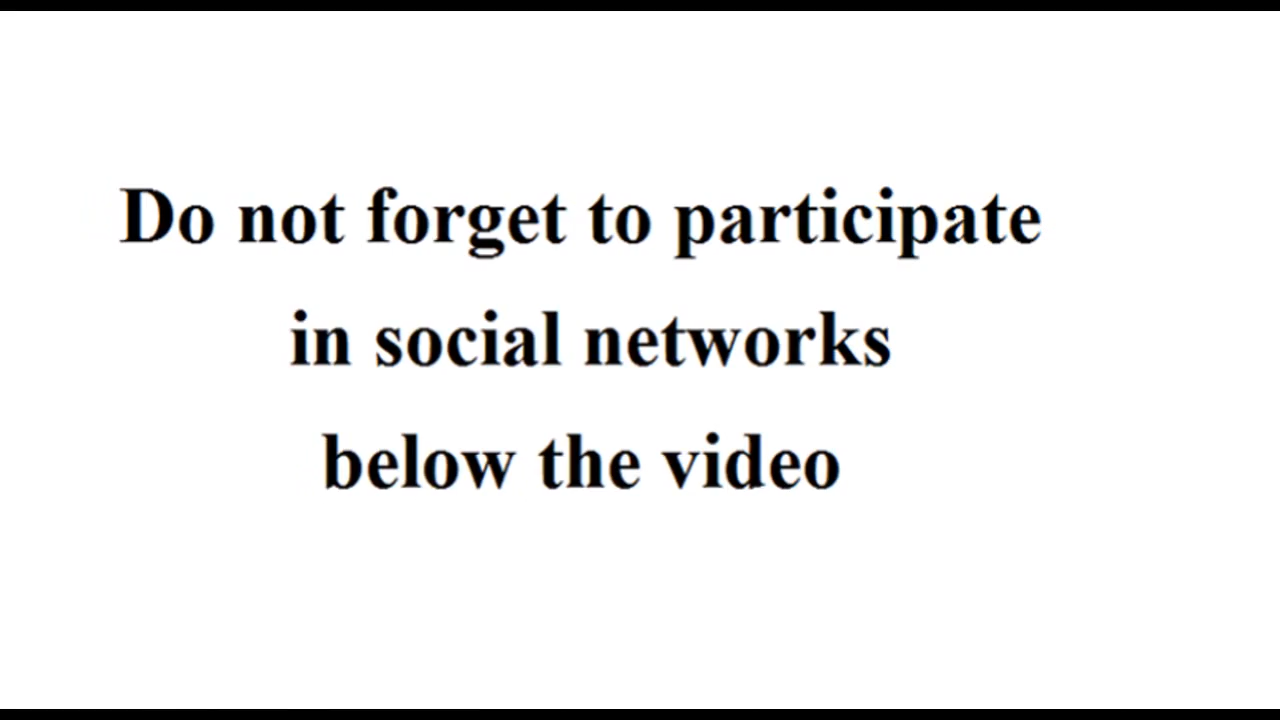 Do not forget to participate
in social networks
below the video